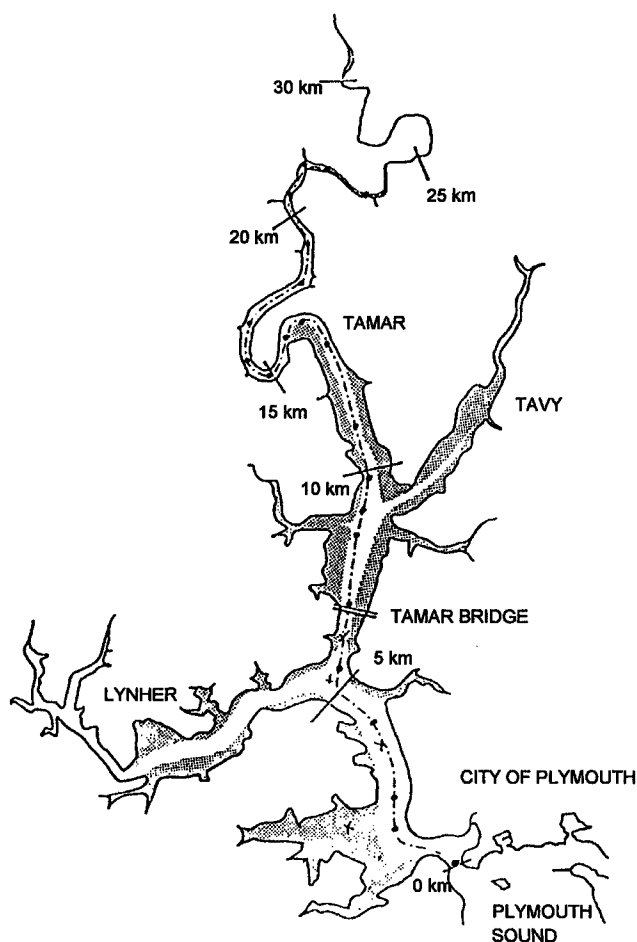 30 km
25 km
20 km
TAMAR
TAVY
15 km
10 km
TAMAR BRIDGE
5 km
LYNHER
CITY OF PLYMOUTH
0 km
PLYMOUTH
SOUND